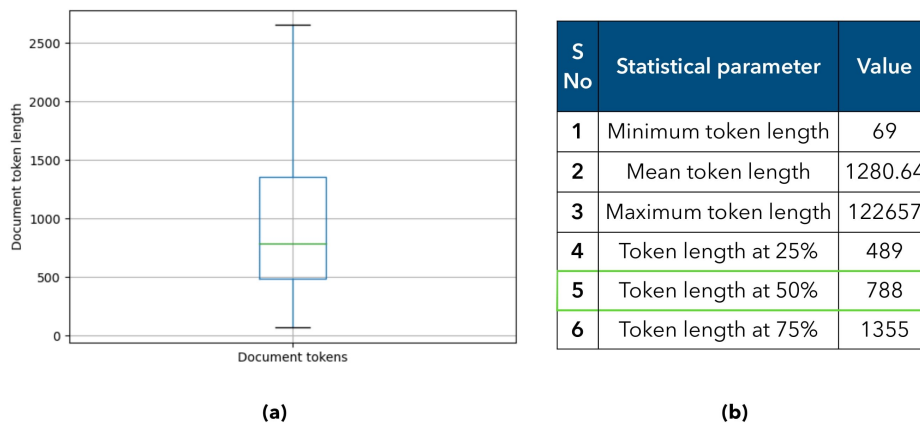 2500
2000
1500
1000
500
0
Document token length
Document tokens
(a)
S No Statistical parameter Value
1 Minimum token length 69
2 Mean token length 1280.64
3 Maximum token length 122657
4 Token length at 25% 489
5 Token length at 50% 788
6 Token length at 75% 1355
(b)